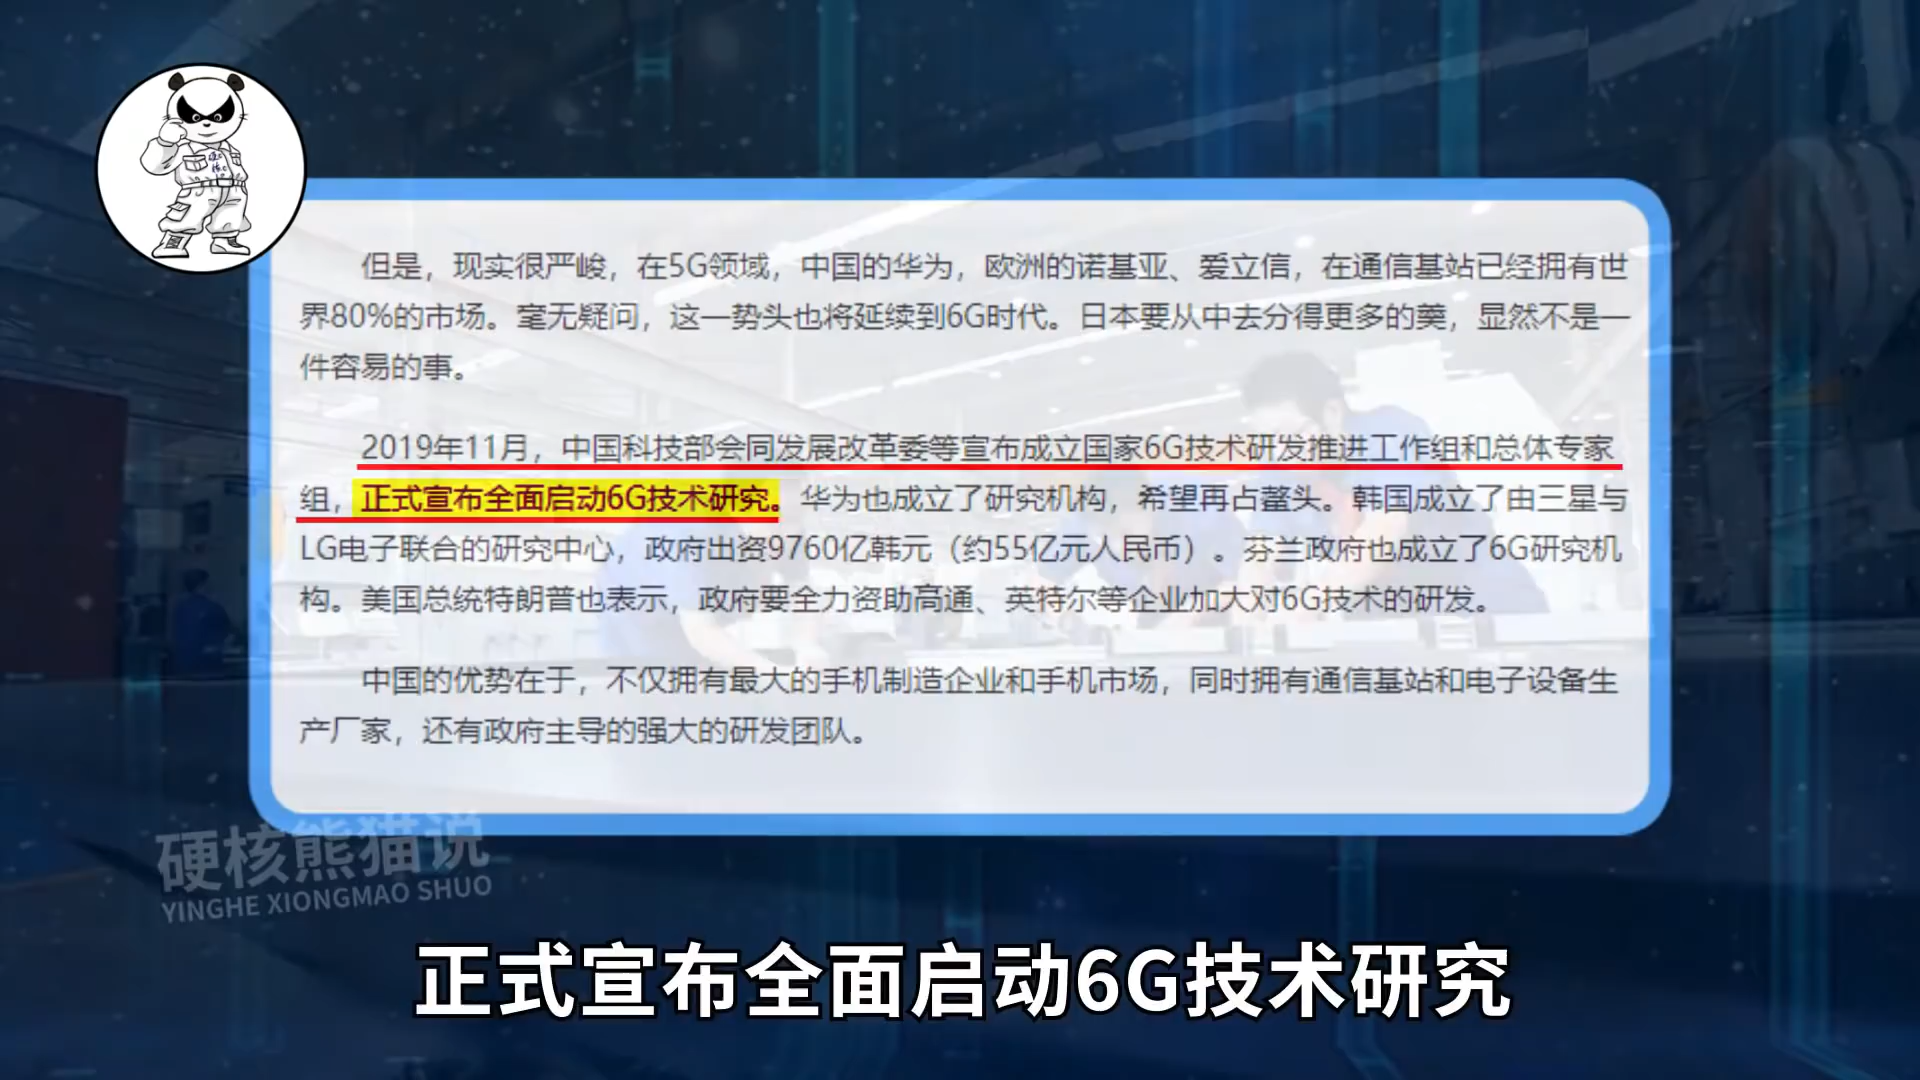 但是，现实很严峻，在5G领域，中国的华为，欧洲的诺基亚、爱立信，在通信基站已经拥有世
界80%的市场。毫无疑问，这一势头也将延续到6G时代。日本要从中去分得更多的羹，显然不是一
件容易的事。
2019年11月，中国科技部会同发展改革委等宣布成立国家6G技术研发推进工作组和总体专家
组，正式宣布全面启动6G技术研究。华为也成立了研究机构，希望再占鳌头。韩国成立了由三星与
LG电子联合的研究中心，政府出资9760亿韩元（约55亿元人民币）。芬兰政府也成立了6G研究机
构。美国总统特朗普也表示，政府要全力资助高通、英特尔等企业加大对6G技术的研发。
中国的优势在于，不仅拥有最大的手机制造企业和手机市场，同时拥有通信基站和电子设备生
产厂家，还有政府主导的强大的研发团队。
硬核熊猫说
YINGHE XIONGMAO SHUO
正式宣布全面启动6G技术研究